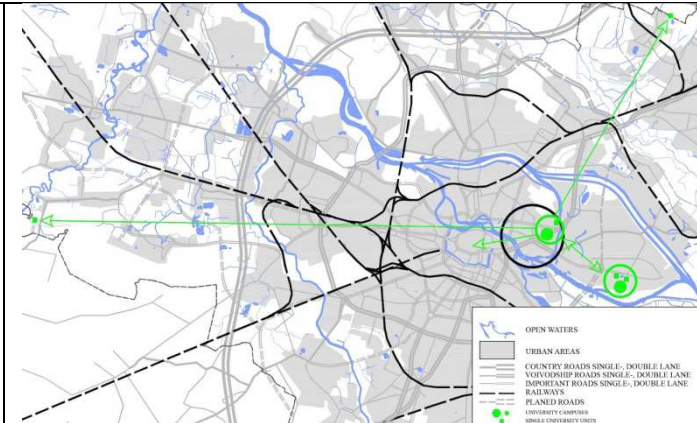 OPEN WATERS
URBAN AREAS
COUNTRY ROADS SINGLE-, DOUBLE LANE
VOIVODSHIP ROADS SINGLE-, DOUBLE LANE
IMPORTANT ROADS SINGLE-, DOUBLE LANE
RAILWAYS
PLANED ROADS
UNIVERSITY CAMPUSES
SINGLE UNIVERSITY UNITS